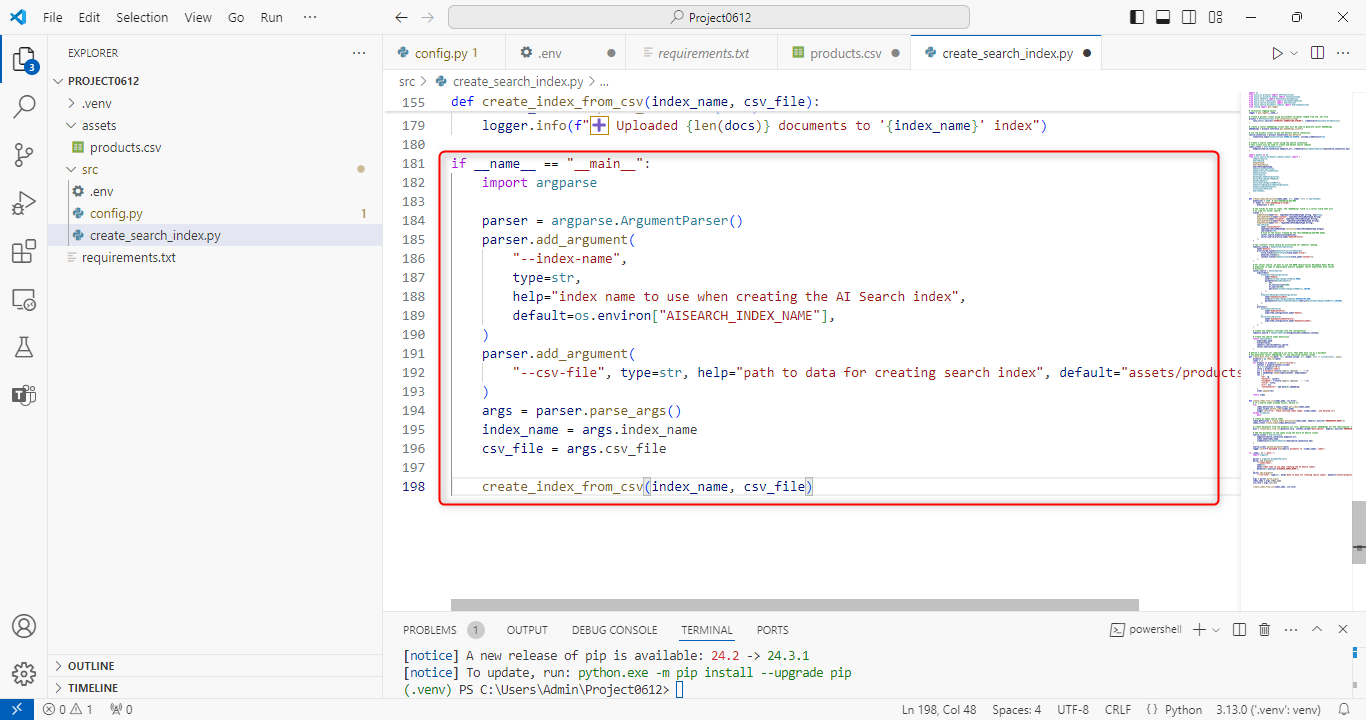 File Edit Selection View Go Run ···
Project0612
EXPLORER ···
PROJECT0612
.venv
assets
products.csv
src
.env
config.py 1
create_search_index.py
requirements.txt
OUTLINE
TIMELINE
3
config.py 1 .env requirements.txt products.csv create_search_index.py
src > create_search_index.py > ...
155 def create_index_from_csv(index_name, csv_file):
179 logger.info(f"➕ Uploaded {len(docs)} documents to '{index_name}' index")
180
181 if __name__ == "__main__":
182 import argparse
183
184 parser = argparse.ArgumentParser()
185 parser.add_argument(
186 "--index-name",
187 type=str,
188 help="index name to use when creating the AI Search index",
189 default=os.environ["AISEARCH_INDEX_NAME"],
190 )
191 parser.add_argument(
192 "--csv-file", type=str, help="path to data for creating search index", default="assets/products
193 )
194 args = parser.parse_args()
195 index_name = args.index_name
196 csv_file = args.csv_file
197
198 create_index_from_csv(index_name, csv_file)
PROBLEMS 1 OUTPUT DEBUG CONSOLE TERMINAL PORTS powershell
[notice] A new release of pip is available: 24.2 -> 24.3.1
[notice] To update, run: python.exe -m pip install --upgrade pip
(.venv) PS C:\Users\Admin\Project0612>
0 1 0 Ln 198, Col 48 Spaces: 4 UTF-8 CRLF {} Python 3.13.0 ('.venv': venv)